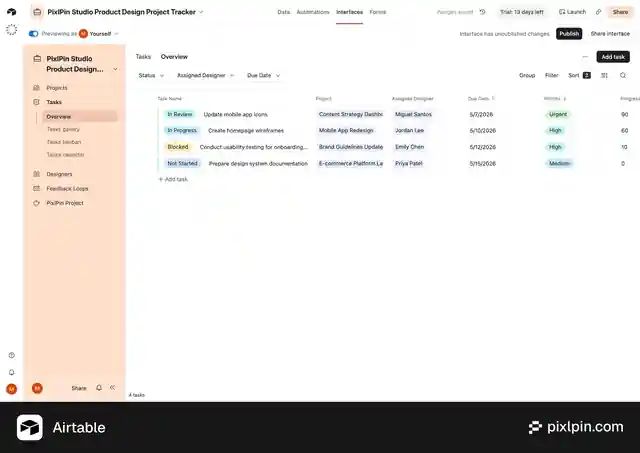 PixlPin Studio Product Design Project Tracker
Data Automations Interfaces Forms
Changes saved
Trial: 13 days left
Launch
Share
Previewing as M Yourself
Interface has unpublished changes
Publish
Share interface
PixlPin Studio
Product Design...
Projects
Tasks
Overview
Tasks gallery
Tasks kanban
Designers
Feedback Loops
PixlPin Project
M Share
M
Tasks Overview
Add task
Status Assigned Designer Due Date
Group Filter Sort 2
Task Name Project Assigned Designer Due Date Progress
In Review Update mobile app icons Content Strategy Dashbo Miguel Santos 5/7/2026 Urgent 90
In Progress Create homepage wireframes Mobile App Redesign Jordan Lee 5/10/2026 High 60
Blocked Conduct usability testing for onboarding... Brand Guidelines Update Emily Chen 5/12/2026 High 10
Not Started Prepare design system documentation E-commerce Platform La Priya Patel 5/15/2026 Medium 0
+ Add task
4 tasks
Airtable
pixlpin.com